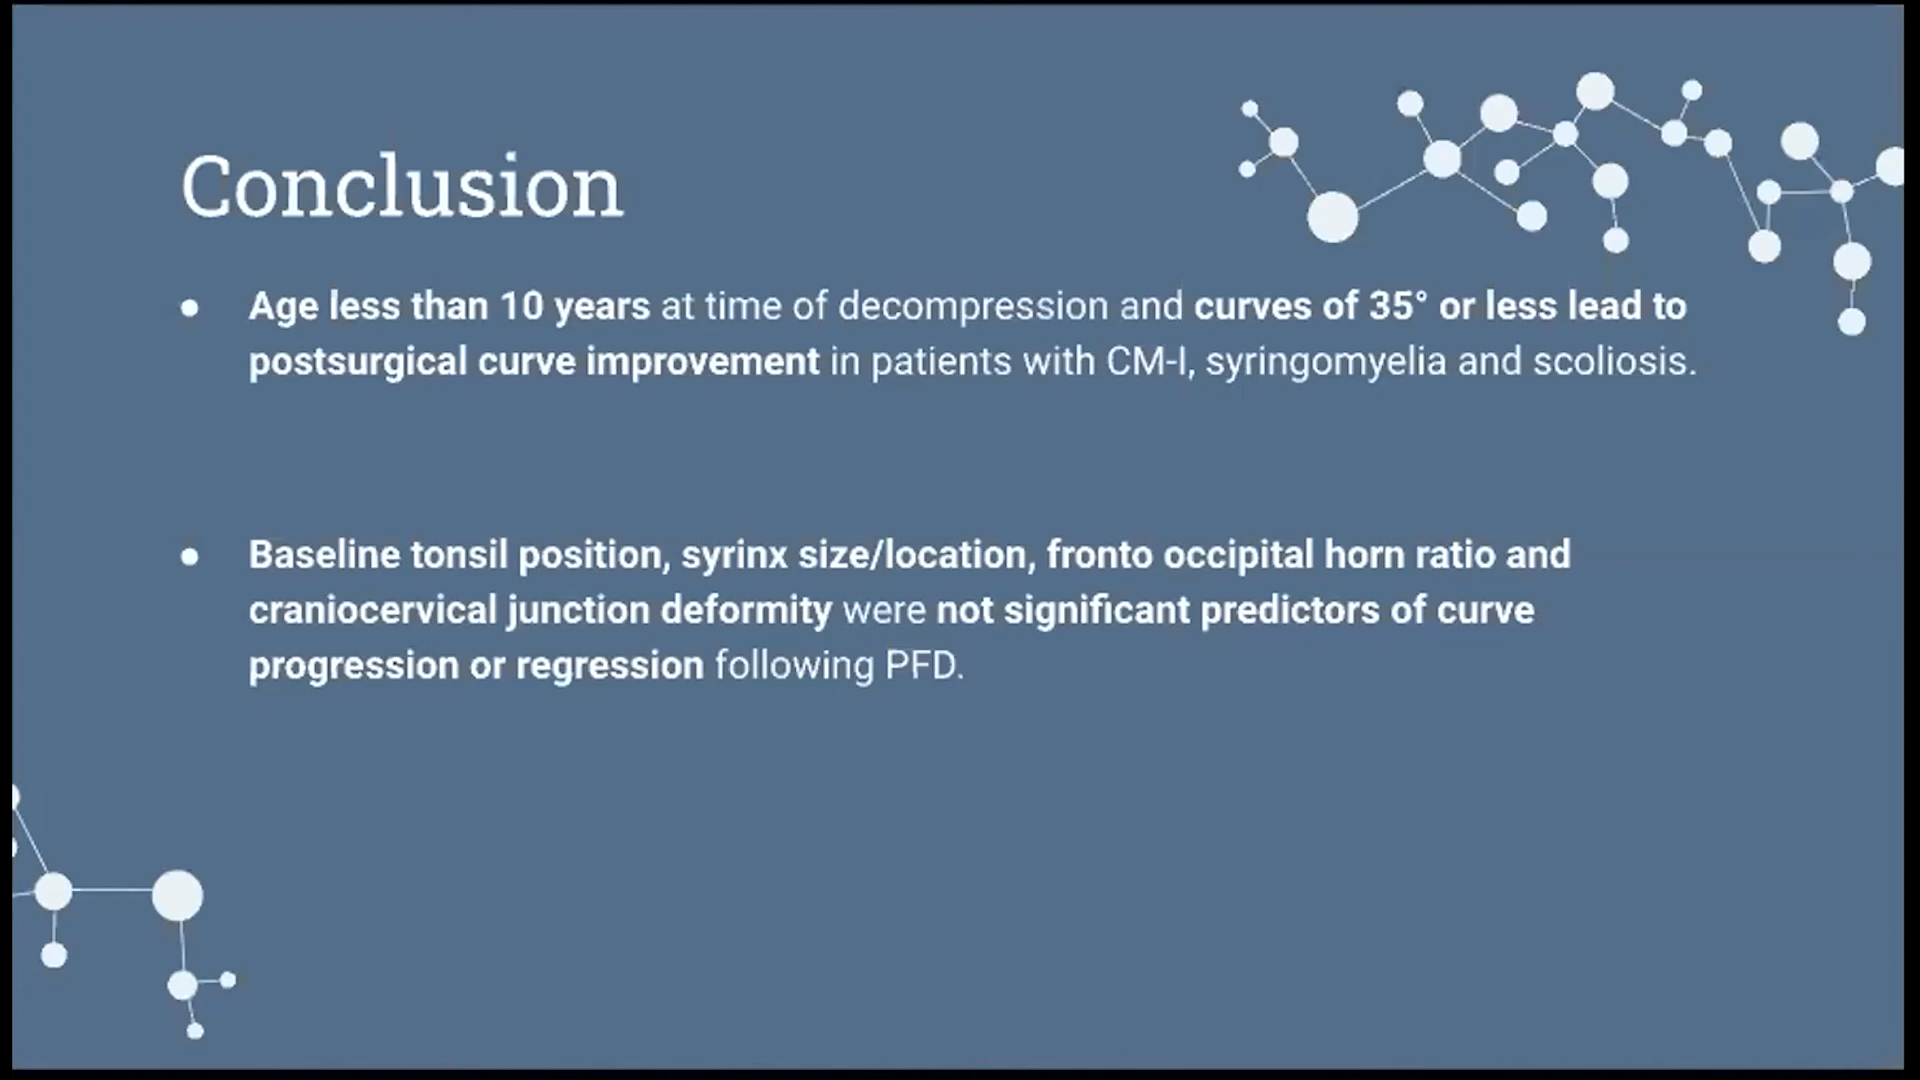 Conclusion
● Age less than 10 years at time of decompression and curves of 35° or less lead to
postsurgical curve improvement in patients with CM-I, syringomyelia and scoliosis.
● Baseline tonsil position, syrinx size/location, fronto occipital horn ratio and
craniocervical junction deformity were not significant predictors of curve
progression or regression following PFD.